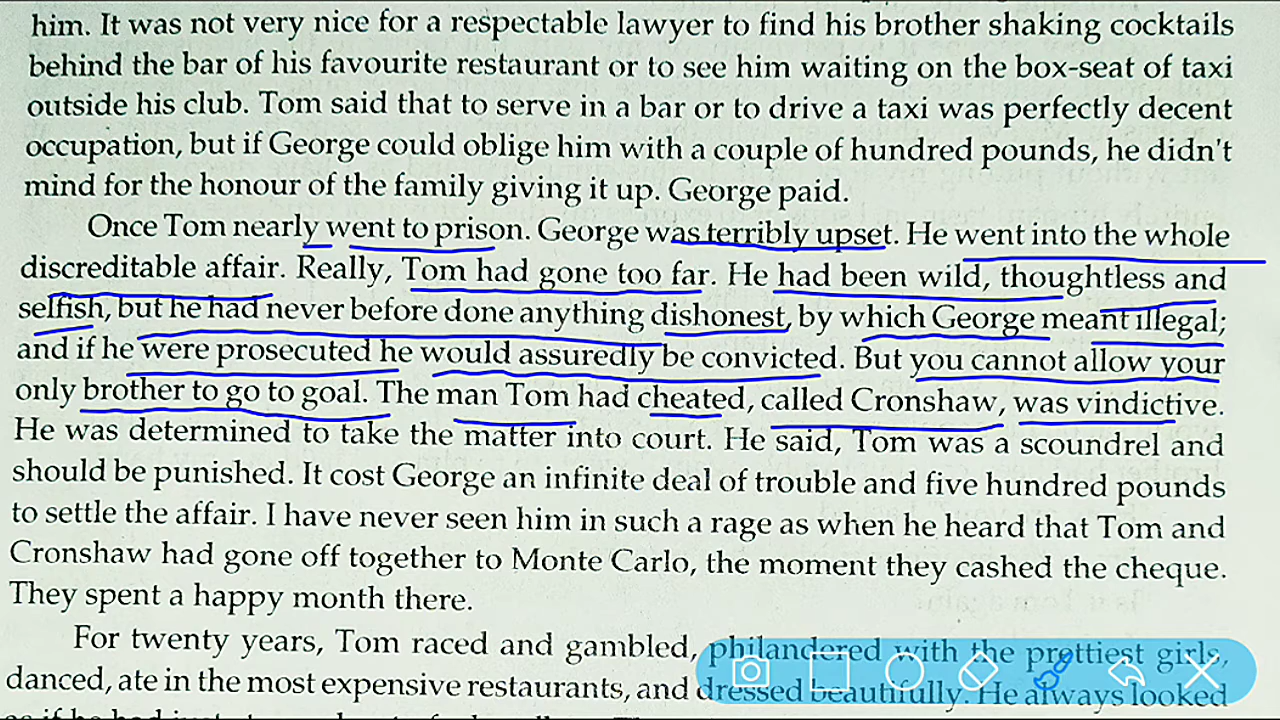 him. It was not very nice for a respectable lawyer to find his brother shaking cocktails
behind the bar of his favourite restaurant or to see him waiting on the box-seat of taxi
outside his club. Tom said that to serve in a bar or to drive a taxi was perfectly decent
occupation, but if George could oblige him with a couple of hundred pounds, he didn't
mind for the honour of the family giving it up. George paid.
Once Tom nearly went to prison. George was terribly upset. He went into the whole
discreditable affair. Really, Tom had gone too far. He had been wild, thoughtless and
selfish, but he had never before done anything dishonest, by which George meant illegal;
and if he were prosecuted he would assuredly be convicted. But you cannot allow your
only brother to go to goal. The man Tom had cheated, called Cronshaw, was vindictive.
He was determined to take the matter into court. He said, Tom was a scoundrel and
should be punished. It cost George an infinite deal of trouble and five hundred pounds
to settle the affair. I have never seen him in such a rage as when he heard that Tom and
Cronshaw had gone off together to Monte Carlo, the moment they cashed the cheque.
They spent a happy month there.
For twenty years, Tom raced and gambled, philandered with the prettiest girls,
danced, ate in the most expensive restaurants, and dressed beautifully. He always looked